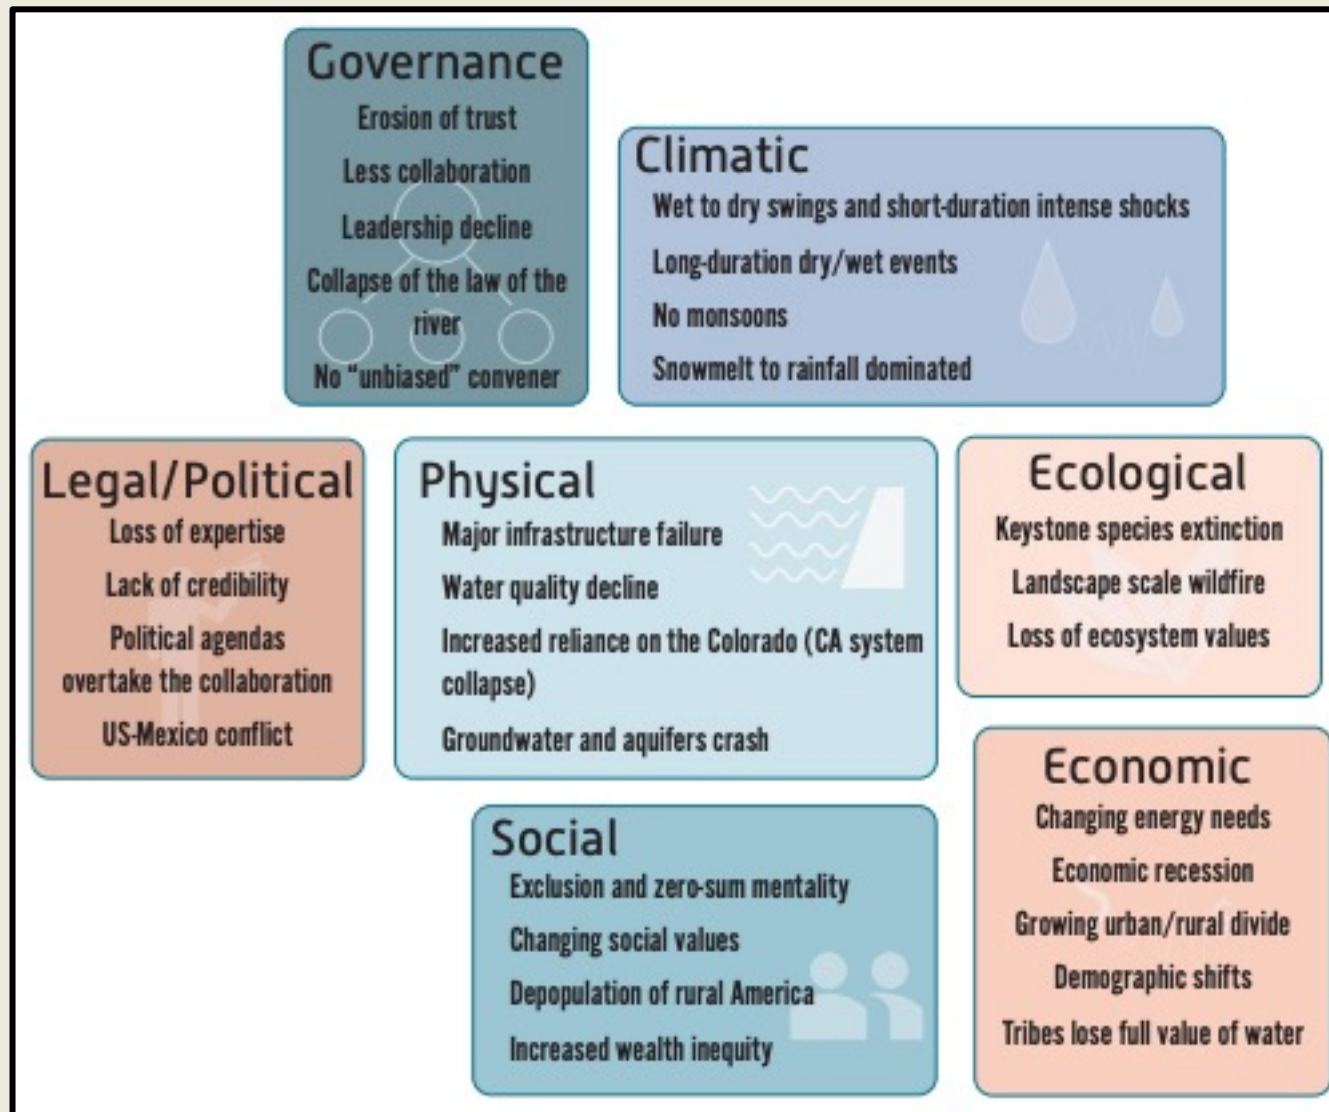 Governance
Erosion of trust
Less collaboration
Leadership decline
Collapse of the law of the
river
No “unbiased” convener
Climatic
Wet to dry swings and short-duration intense shocks
Long-duration dry/wet events
No monsoons
Snowmelt to rainfall dominated
Legal/Political
Loss of expertise
Lack of credibility
Political agendas
overtake the collaboration
US-Mexico conflict
Physical
Major infrastructure failure
Water quality decline
Increased reliance on the Colorado (CA system
collapse)
Groundwater and aquifers crash
Ecological
Keystone species extinction
Landscape scale wildfire
Loss of ecosystem values
Social
Exclusion and zero-sum mentality
Changing social values
Depopulation of rural America
Increased wealth inequity
Economic
Changing energy needs
Economic recession
Growing urban/rural divide
Demographic shifts
Tribes lose full value of water